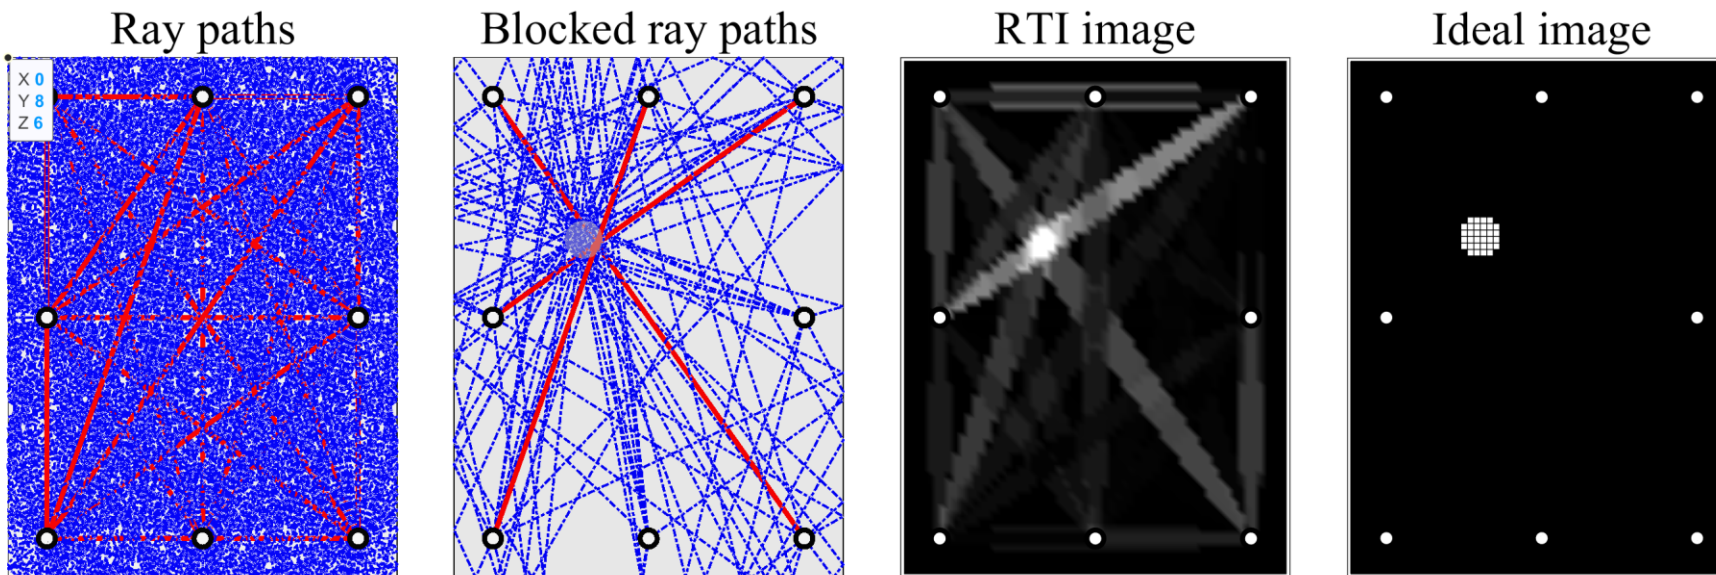 Ray paths
Blocked ray paths
RTI image
Ideal image
X 0
Y 8
Z 6